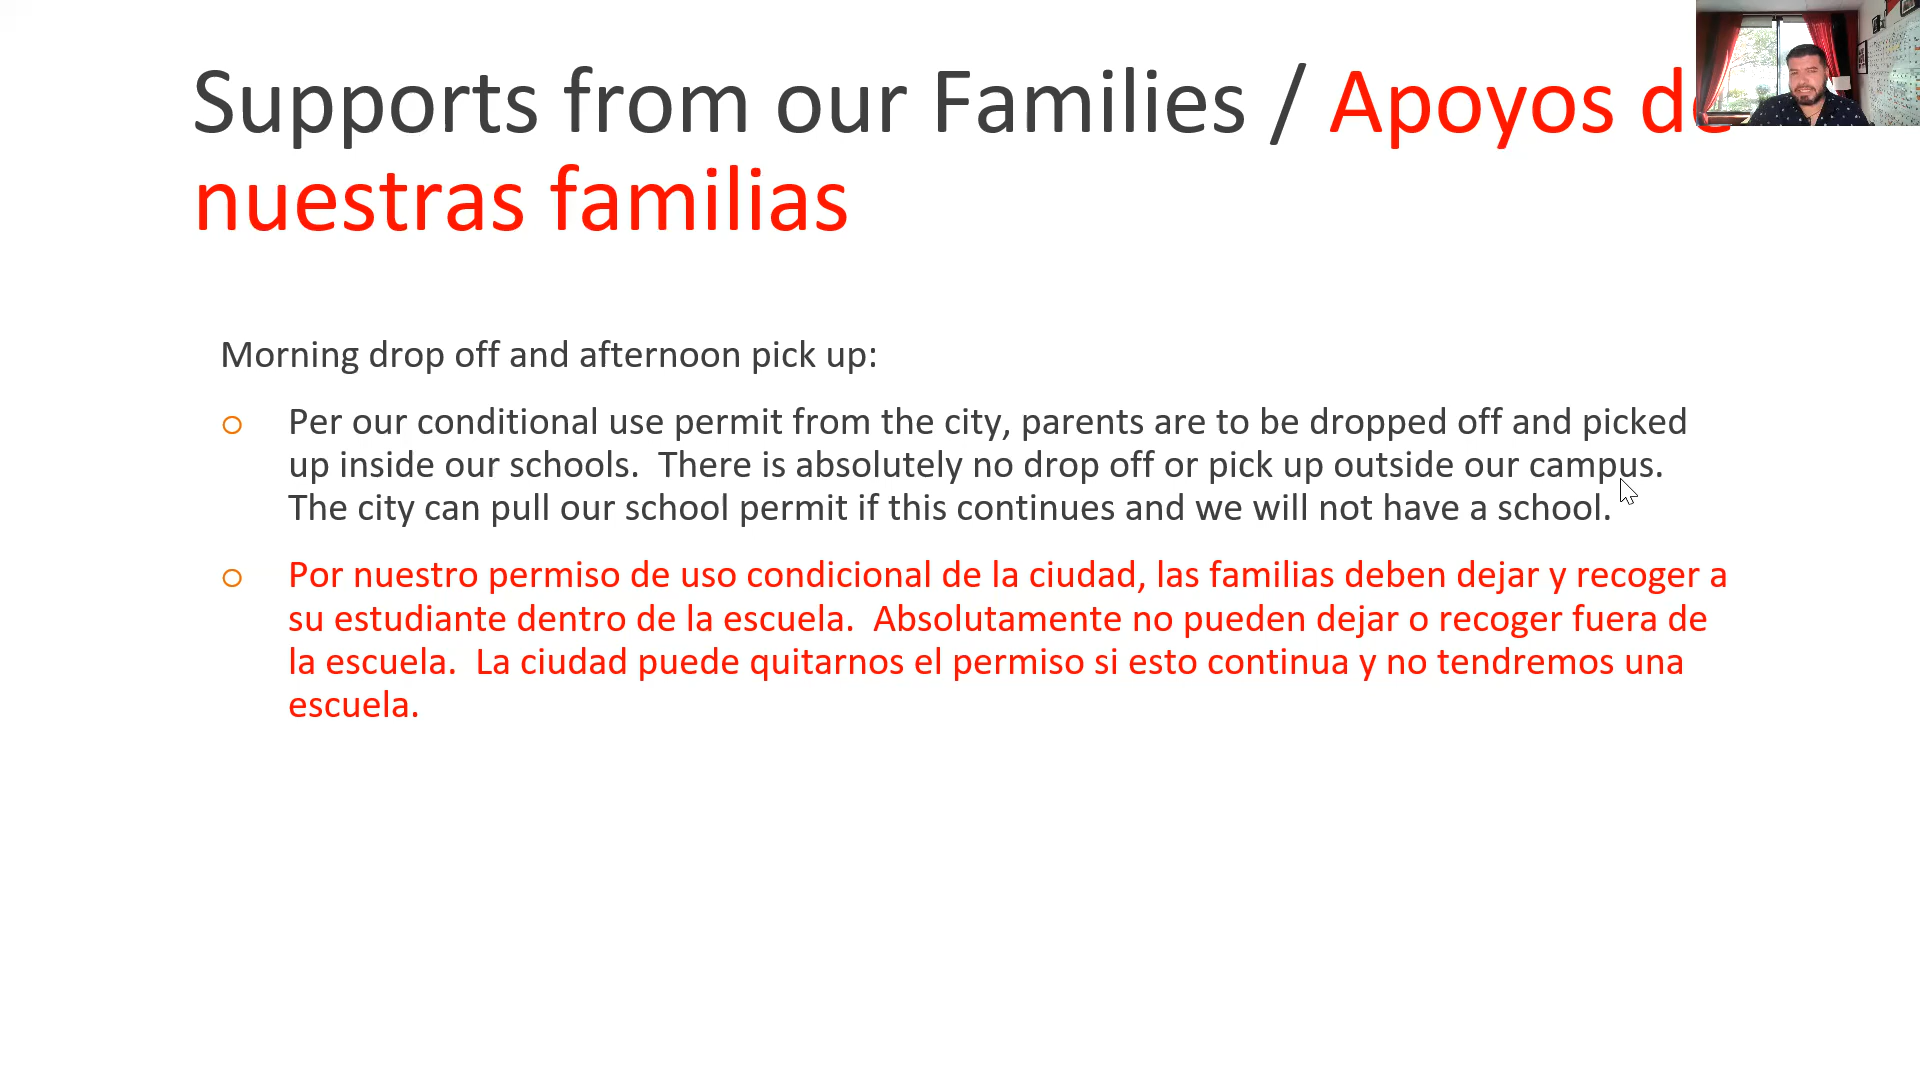 Supports from our Families / Apoyos de
nuestras familias
Morning drop off and afternoon pick up:
Per our conditional use permit from the city, parents are to be dropped off and picked
up inside our schools.  There is absolutely no drop off or pick up outside our campus.
The city can pull our school permit if this continues and we will not have a school.
Por nuestro permiso de uso condicional de la ciudad, las familias deben dejar y recoger a
su estudiante dentro de la escuela.  Absolutamente no pueden dejar o recoger fuera de
la escuela.  La ciudad puede quitarnos el permiso si esto continua y no tendremos una
escuela.